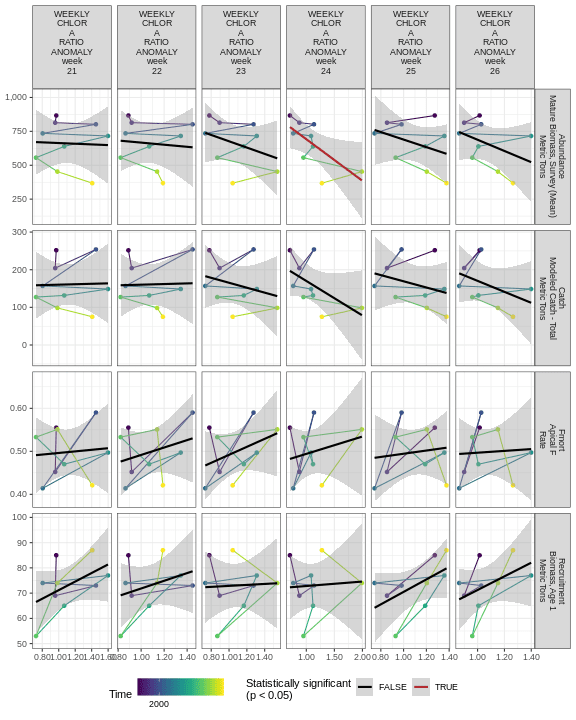 WEEKLY
CHLOR
A
RATIO
ANOMALY
week
21
WEEKLY
CHLOR
A
RATIO
ANOMALY
week
22
WEEKLY
CHLOR
A
RATIO
ANOMALY
week
23
WEEKLY
CHLOR
A
RATIO
ANOMALY
week
24
WEEKLY
CHLOR
A
RATIO
ANOMALY
week
25
WEEKLY
CHLOR
A
RATIO
ANOMALY
week
26
1,000
750
500
250
Abundance
Mature Biomass, Survey (Mean)
Metric Tons
300
200
100
0
Catch
Modeled Catch - Total
Metric Tons
0.60
0.50
0.40
Fmort
Apical F
Rate
100
90
80
70
60
50
Recruitment
Biomass, Age 1
Metric Tons
0.80 1.00 1.20 1.40 1.60
0.80 1.00 1.20 1.40
0.80 1.00 1.20 1.40
1.00 1.50 2.00
0.80 1.00 1.20 1.40
1.00 1.20 1.40
Time
2000
Statistically significant
(p < 0.05)
FALSE
TRUE